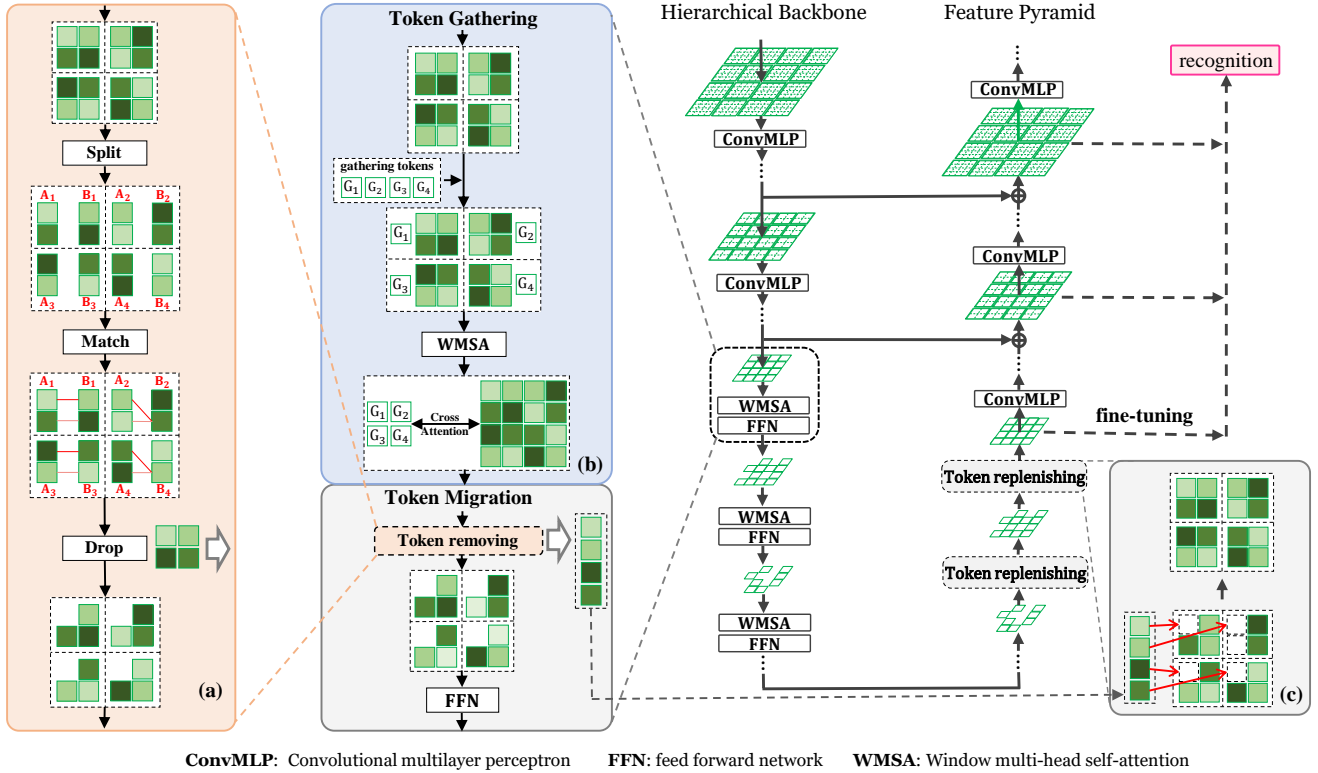 Split
A1 B1 A2 B2
A3 B3 A4 B4
Match
A1 B1 A2 B2
A3 B3 A4 B4
Drop
(a)
Token Gathering
gathering tokens
G1 G2 G3 G4
G1 G2
G3 G4
WMSA
G1 G2
G3 G4
Cross
Attention
(b)
Token Migration
Token removing
FFN
Hierarchical Backbone
ConvMLP
ConvMLP
WMSA
FFN
WMSA
FFN
WMSA
FFN
Feature Pyramid
ConvMLP
ConvMLP
ConvMLP
recognition
fine-tuning
Token replenishing
Token replenishing
(c)
ConvMLP: Convolutional multilayer perceptron FFN: feed forward network WMSA: Window multi-head self-attention